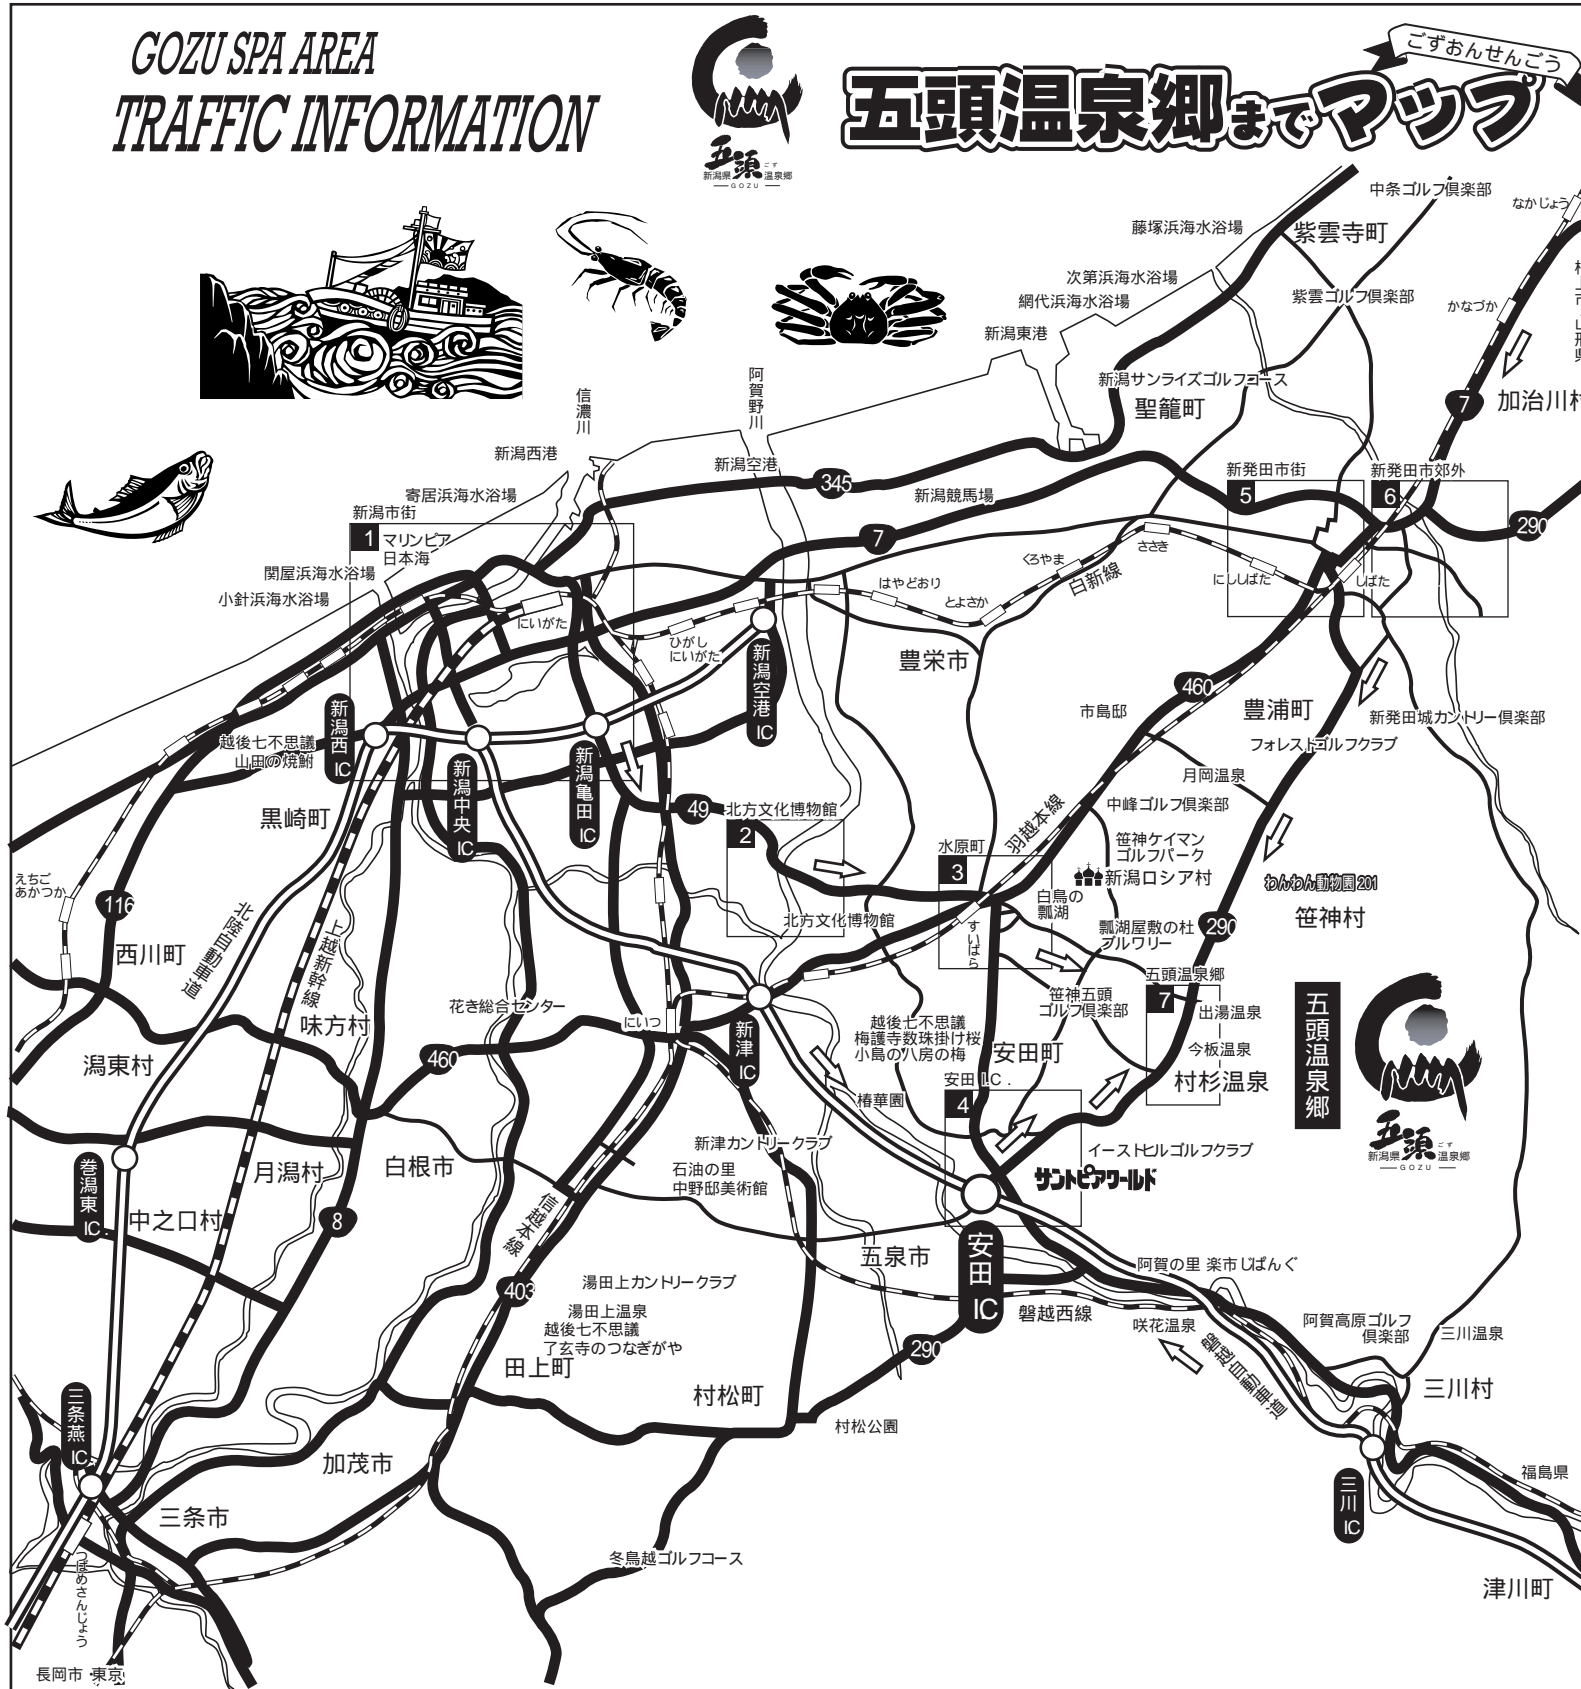 GOZU SPA AREA
TRAFFIC INFORMATION
五頭
ごず
新潟県
温泉郷
GOZU
ごずおんせんごう
五頭温泉郷までマップ
中条ゴルフ倶楽部
なかじょう
藤塚浜海水浴場
紫雲寺町
次第浜海水浴場
網代浜海水浴場
紫雲ゴルフ倶楽部
かなづか
新潟東港
新潟サンライズゴルフコース
聖籠町
7
加治川村
阿賀野川
信濃川
新潟西港
新潟空港
345
新潟競馬場
新発田市街
5
新発田市郊外
6
290
寄居浜海水浴場
新潟市街
1
マリンピア
日本海
7
関屋浜海水浴場
小針浜海水浴場
にいがた
ひがし
にいがた
はやどおり
とよさか
くろやま
ささき
白新線
にししばた
しばた
新潟空港IC
豊栄市
460
市島邸
豊浦町
新発田城カントリー倶楽部
フォレストゴルフクラブ
月岡温泉
新潟西IC
越後七不思議
山田の焼鮒
新潟中央IC
新潟亀田IC
黒崎町
49
北方文化博物館
2
北方文化博物館
中峰ゴルフ倶楽部
羽越本線
笹神ケイマン
ゴルフパーク
新潟ロシア村
水原町
3
すいばら
白鳥の
瓢湖
わんわん動物園201
笹神村
290
瓢湖屋敷の杜
ブルワリー
えちご
あかつか
116
西川町
北陸自動車道
上越新幹線
味方村
花き総合センター
にいつ
新津IC
460
潟東村
越後七不思議
梅護寺数珠掛け桜
小島の八房の梅
笹神五頭
ゴルフ倶楽部
五頭温泉郷
7
出湯温泉
今板温泉
村杉温泉
五頭温泉郷
五頭
ごず
新潟県
温泉郷
GOZU
安田町
安田 I.C.
4
椿華園
イーストヒルゴルフクラブ
サントピアワールド
巻潟東IC
月潟村
白根市
新津カントリークラブ
石油の里
中野邸美術館
中之口村
8
信越本線
403
五泉市
安田IC
磐越西線
阿賀の里 楽市じぱんぐ
咲花温泉
磐越自動車道
阿賀高原ゴルフ
倶楽部
三川温泉
三川村
湯田上カントリークラブ
湯田上温泉
越後七不思議
了玄寺のつなぎがや
田上町
290
村松町
村松公園
三条燕IC
加茂市
三条市
つばめさんじょう
冬鳥越ゴルフコース
三川IC
福島県
津川町
長岡市・東京